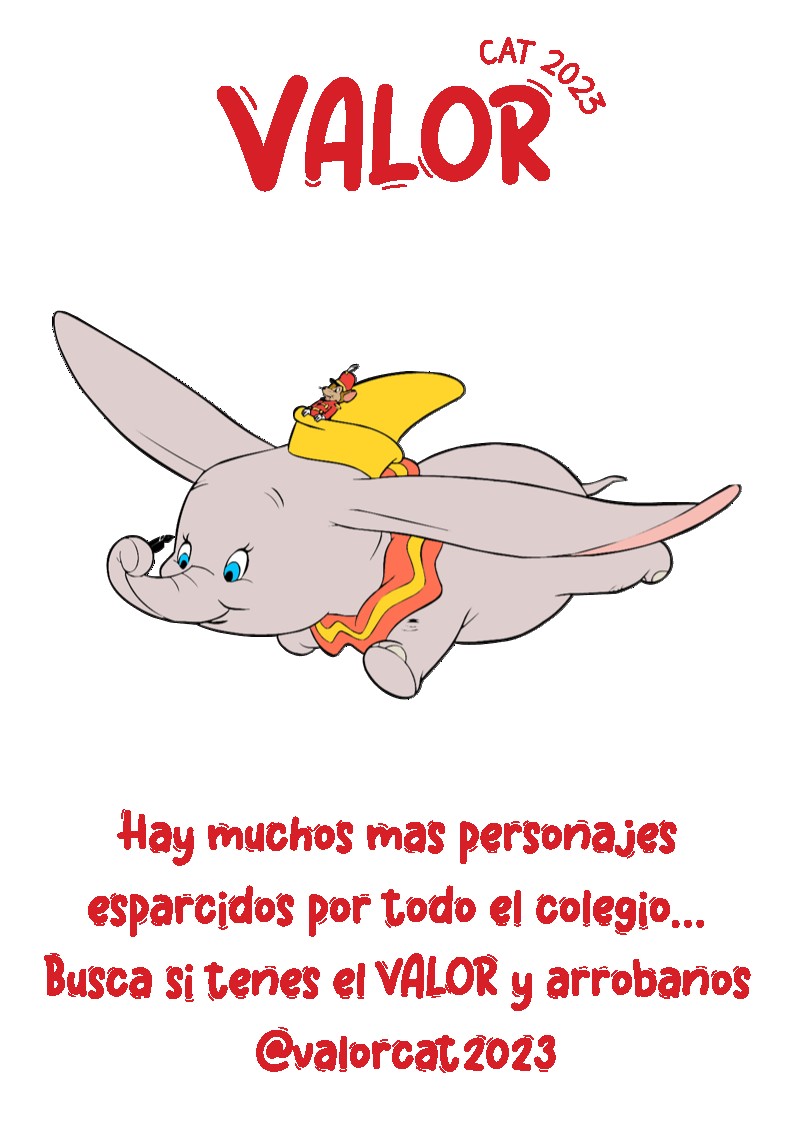 CAT 2023
VALOR
Hay muchos mas personajes
esparcidos por todo el colegio...
Busca si tenes el VALOR y arrobanos
@valorcat2023